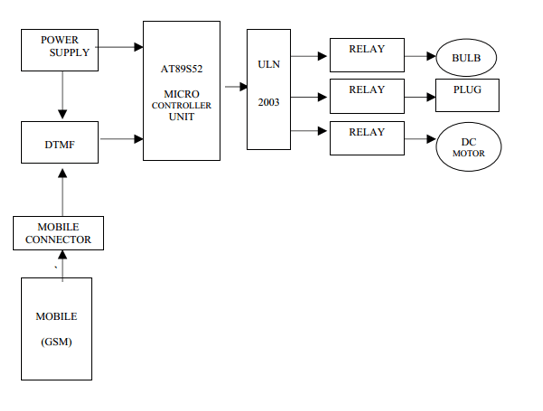 POWER
SUPPLY
DTMF
MOBILE
CONNECTOR
MOBILE
(GSM)
AT89S52
MICRO
CONTROLLER
UNIT
ULN
2003
RELAY
BULB
RELAY
PLUG
RELAY
DC
MOTOR